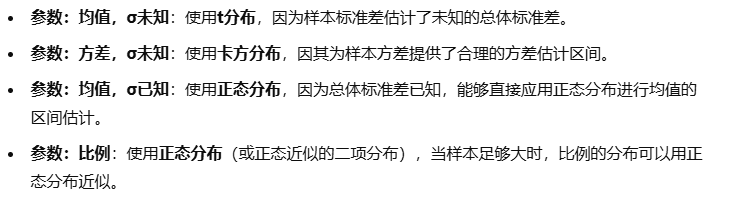 • 参数：均值，σ未知：使用t分布，因为样本标准差估计了未知的总体标准差。
• 参数：方差，σ未知：使用卡方分布，因其为样本方差提供了合理的方差估计区间。
• 参数：均值，σ已知：使用正态分布，因为总体标准差已知，能够直接应用正态分布进行均值的
区间估计。
• 参数：比例：使用正态分布（或正态近似的二项分布），当样本足够大时，比例的分布可以用正
态分布近似。